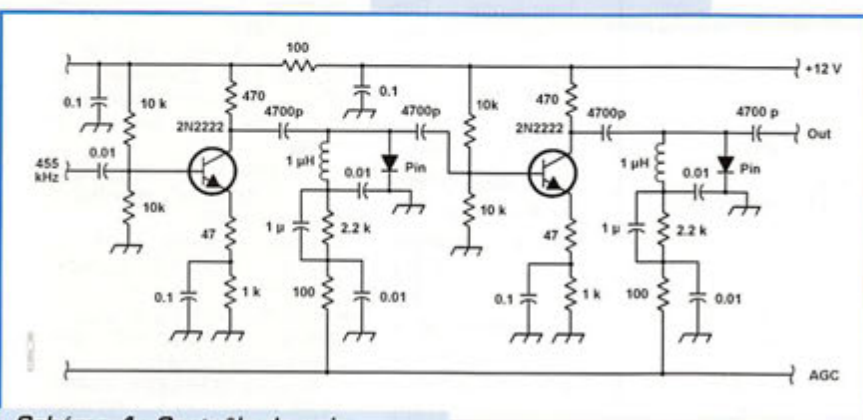 100
+12 V
0.1
10 k
470
0.1
10k
470
4700p
4700p
4700p
4700 p
2N2222
2N2222
Out
455
kHz
0.01
1 µH
0.01
Pin
1 µH
0.01
Pin
10k
10 k
47
1 µ
2.2 k
47
1 µ
2.2 k
0.1
1 k
100
0.01
0.1
1 k
100
0.01
AGC